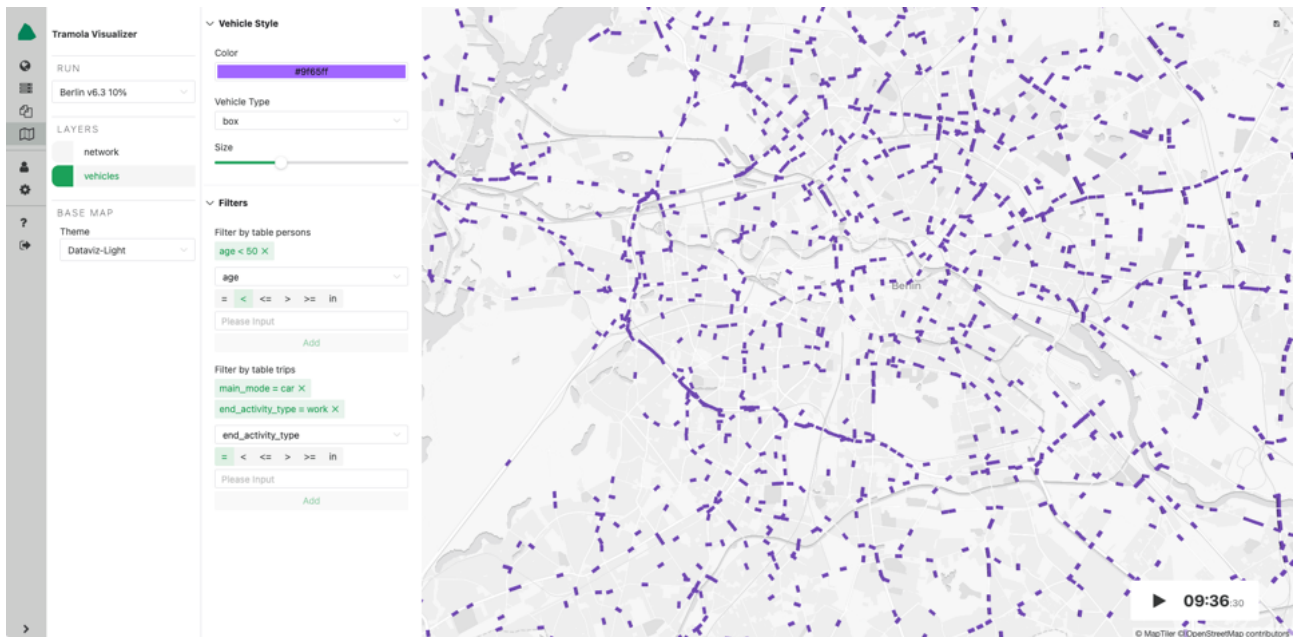 Tramola Visualizer
RUN
Berlin v6.3 10%
LAYERS
network
vehicles
BASE MAP
Theme
Dataviz-Light
?
Vehicle Style
Color
#9f65ff
Vehicle Type
box
Size
Filters
Filter by table persons
age < 50 ×
age
= < <= > >= in
Please input
Add
Filter by table trips
main_mode = car ×
end_activity_type = work ×
end_activity_type
= < <= > >= in
Please input
Add
Berlin
09:36:30
© MapTiler © OpenStreetMap contributors